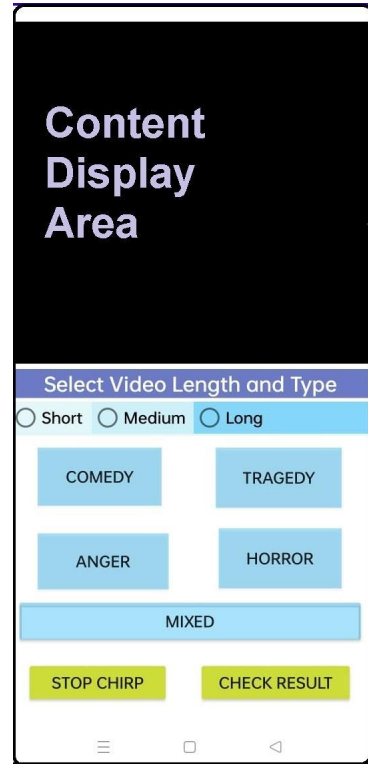 Content
Display
Area
Select Video Length and Type
Short Medium Long
COMEDY TRAGEDY
ANGER HORROR
MIXED
STOP CHIRP CHECK RESULT